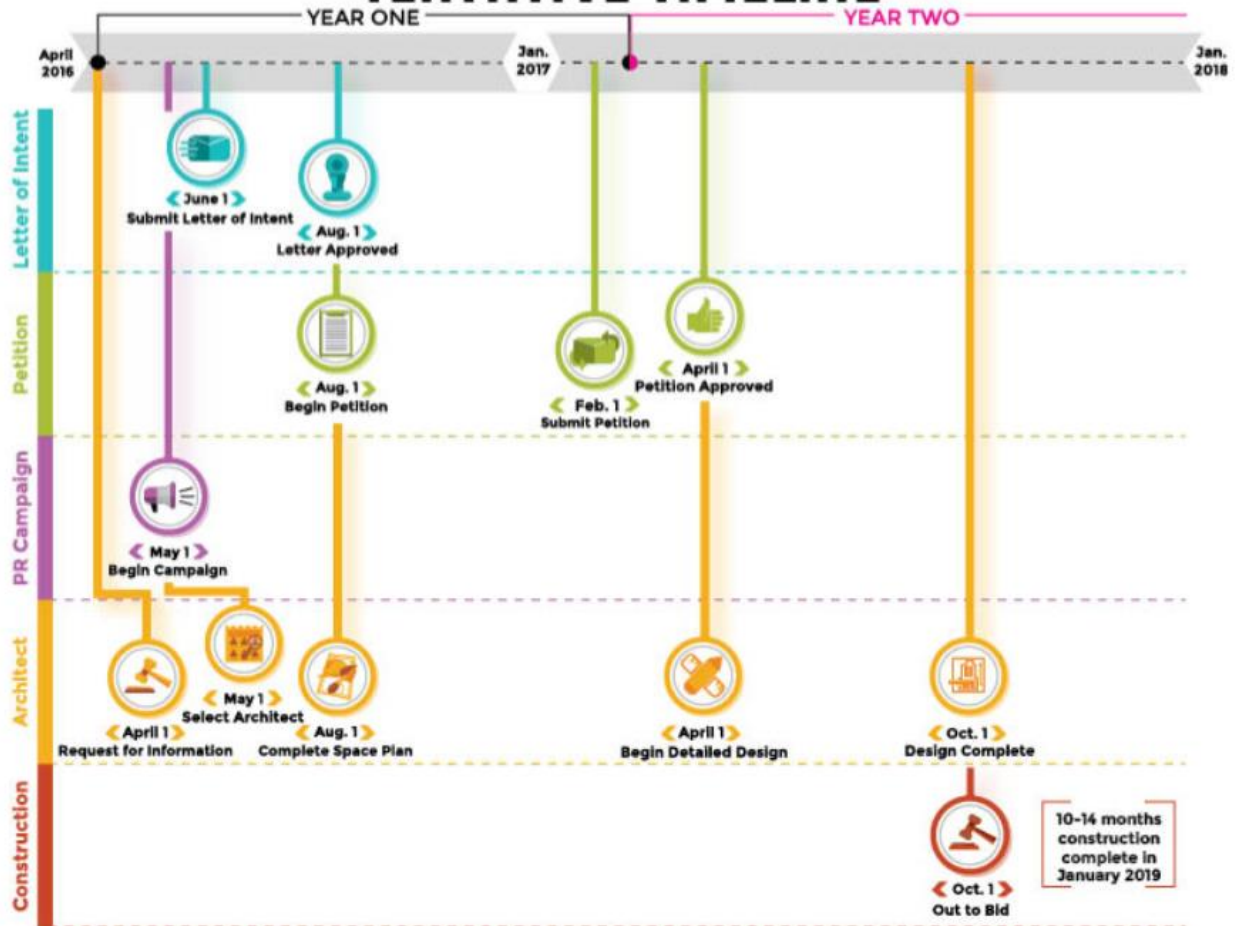 YEAR ONE
YEAR TWO
April
2016
Jan.
2017
Jan.
2018
Letter of Intent
June 1
Submit Letter of Intent
Aug. 1
Letter Approved
Petition
Aug. 1
Begin Petition
Feb. 1
Submit Petition
April 1
Petition Approved
PR Campaign
May 1
Begin Campaign
Architect
April 1
Request for Information
May 1
Select Architect
Aug. 1
Complete Space Plan
April 1
Begin Detailed Design
Oct. 1
Design Complete
Construction
Oct. 1
Out to Bid
10-14 months
construction
complete in
January 2019